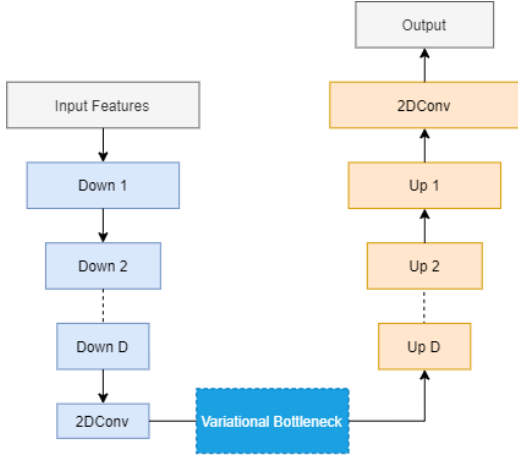 Input Features
Down 1
Down 2
Down D
2DConv
Variational Bottleneck
Up D
Up 2
Up 1
2DConv
Output